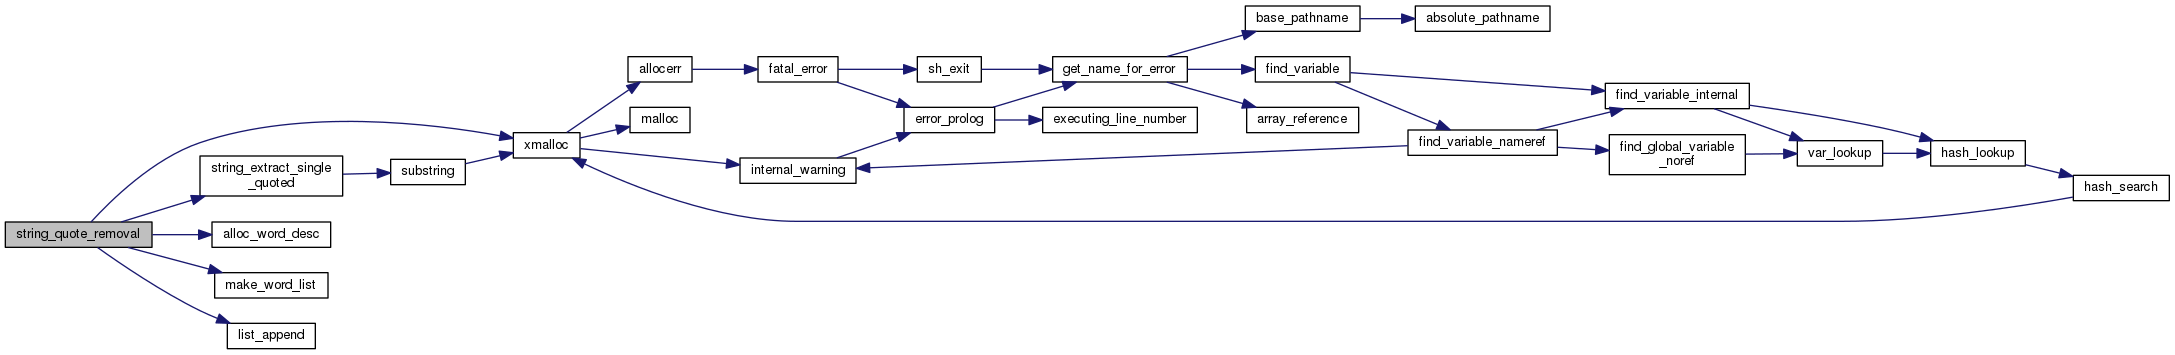 base_pathname
absolute_pathname
allocerr
fatal_error
sh_exit
get_name_for_error
find_variable
find_variable_internal
malloc
error_prolog
executing_line_number
array_reference
xmalloc
find_variable_nameref
find_global_variable
_noref
var_lookup
hash_lookup
string_extract_single
_quoted
substring
internal_warning
hash_search
string_quote_removal
alloc_word_desc
make_word_list
list_append